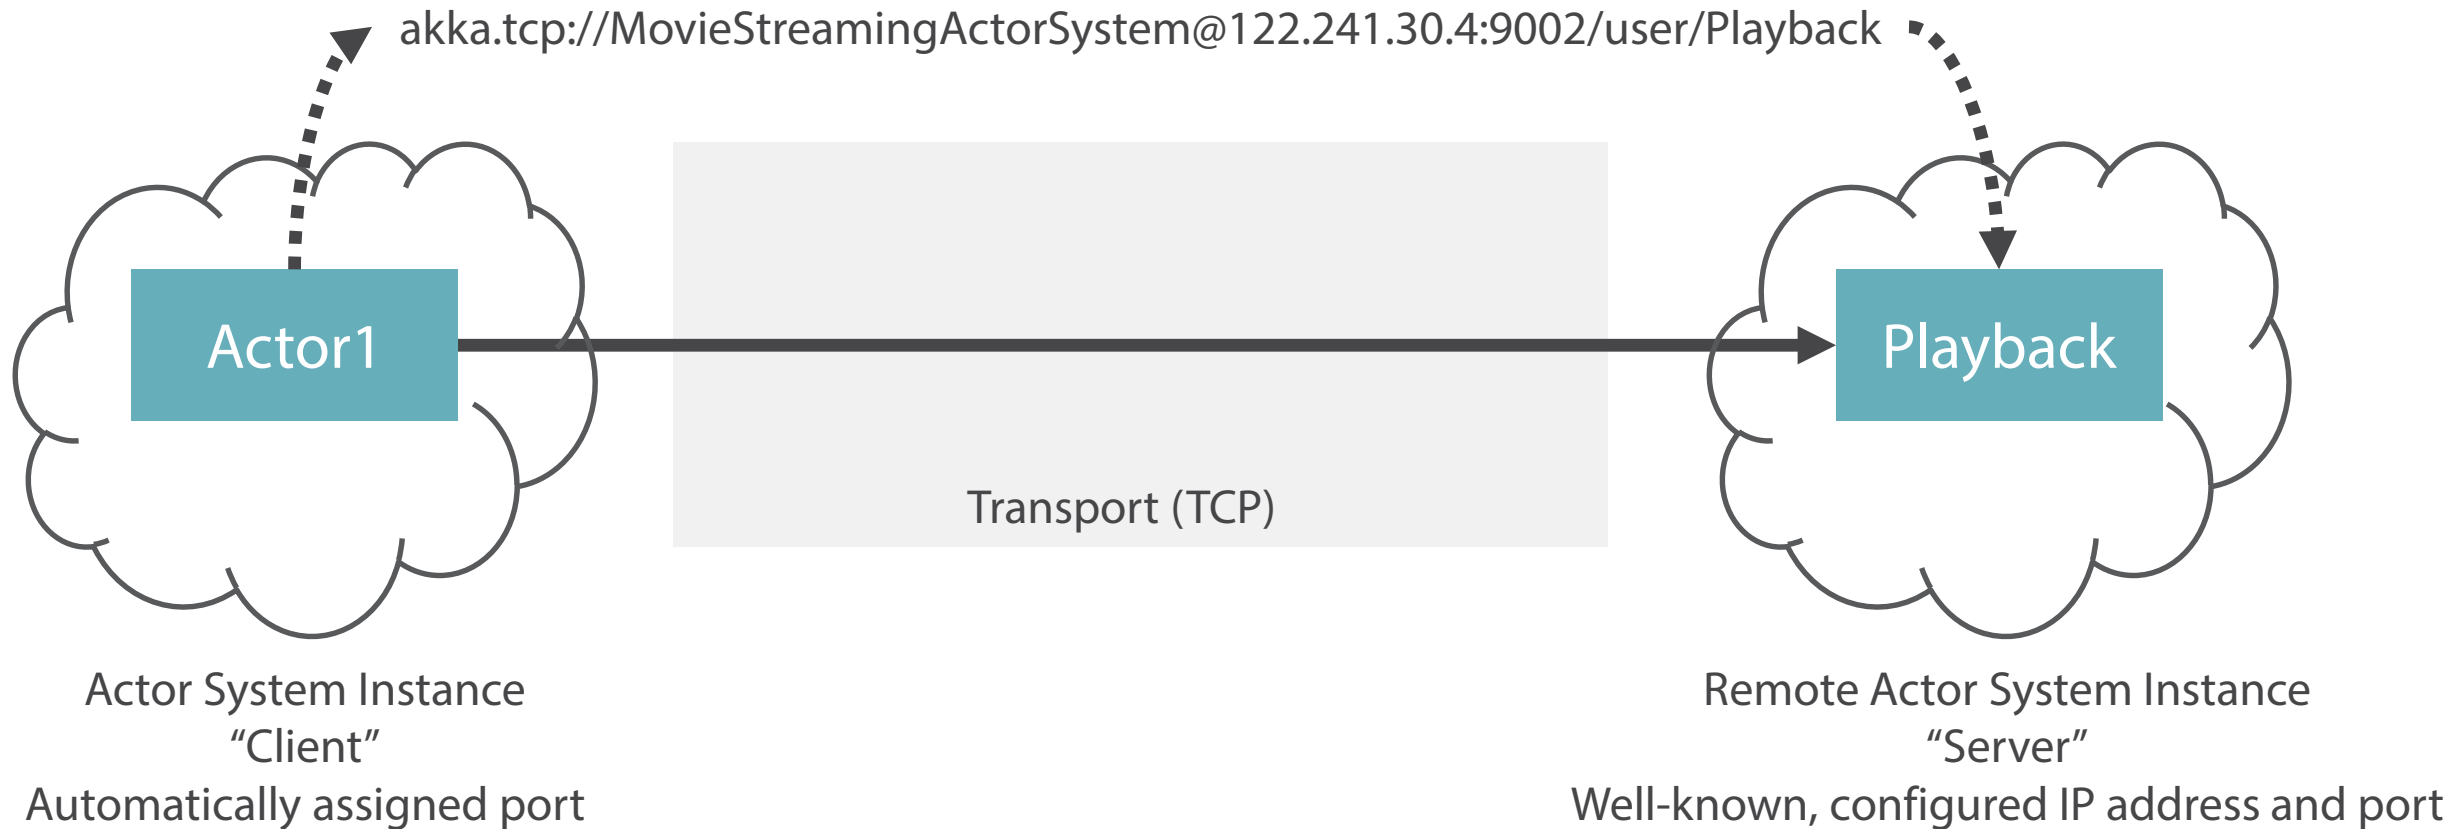 akka.tcp://MovieStreamingActorSystem@122.241.30.4:9002/user/Playback
Actor1
Playback
Transport (TCP)
Actor System Instance
“Client”
Automatically assigned port
Remote Actor System Instance
“Server”
Well-known, configured IP address and port